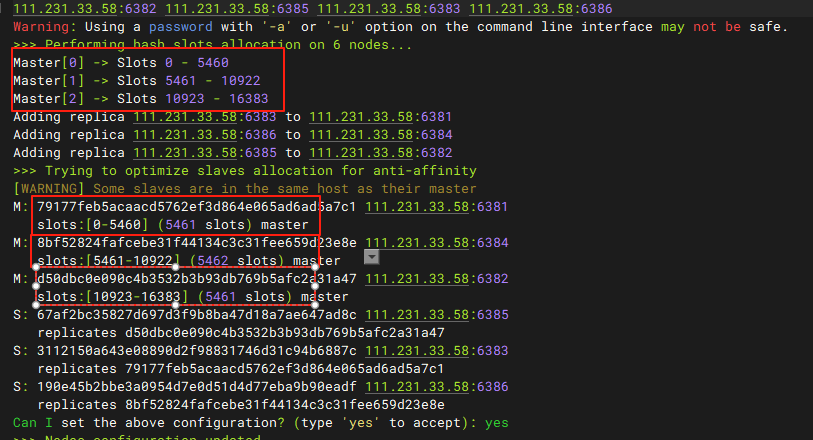 111.231.33.58:6382 111.231.33.58:6385 111.231.33.58:6383 111.231.33.58:6386
Warning: Using a password with '-a' or '-u' option on the command line interface may not be safe.
>>> Performing hash slots allocation on 6 nodes...
Master[0] -> Slots 0 - 5460
Master[1] -> Slots 5461 - 10922
Master[2] -> Slots 10923 - 16383
Adding replica 111.231.33.58:6383 to 111.231.33.58:6381
Adding replica 111.231.33.58:6386 to 111.231.33.58:6384
Adding replica 111.231.33.58:6385 to 111.231.33.58:6382
>>> Trying to optimize slaves allocation for anti-affinity
[WARNING] Some slaves are in the same host as their master
M: 79177feb5acaacd5762ef3d864e065ad6ad5a7c1 111.231.33.58:6381
slots:[0-5460] (5461 slots) master
M: 8bf52824fafcebe31f44134c3c31fee659d23e8e 111.231.33.58:6384
slots:[5461-10922] (5462 slots) master
M: d50dbc0e090c4b3532b3b93db769b5afc2a31a47 111.231.33.58:6382
slots:[10923-16383] (5461 slots) master
S: 67af2bc35827d697d3f9b8ba47d18a7ae647ad8c 111.231.33.58:6385
replicates d50dbc0e090c4b3532b3b93db769b5afc2a31a47
S: 3112150a643e08890d2f98831746d31c94b6887c 111.231.33.58:6383
replicates 79177feb5acaacd5762ef3d864e065ad6ad5a7c1
S: 190e45b2bbe3a0954d7e0d51d4d77eba9b90eadf 111.231.33.58:6386
replicates 8bf52824fafcebe31f44134c3c31fee659d23e8e
Can I set the above configuration? (type 'yes' to accept): yes
>>> Nodes configuration updated